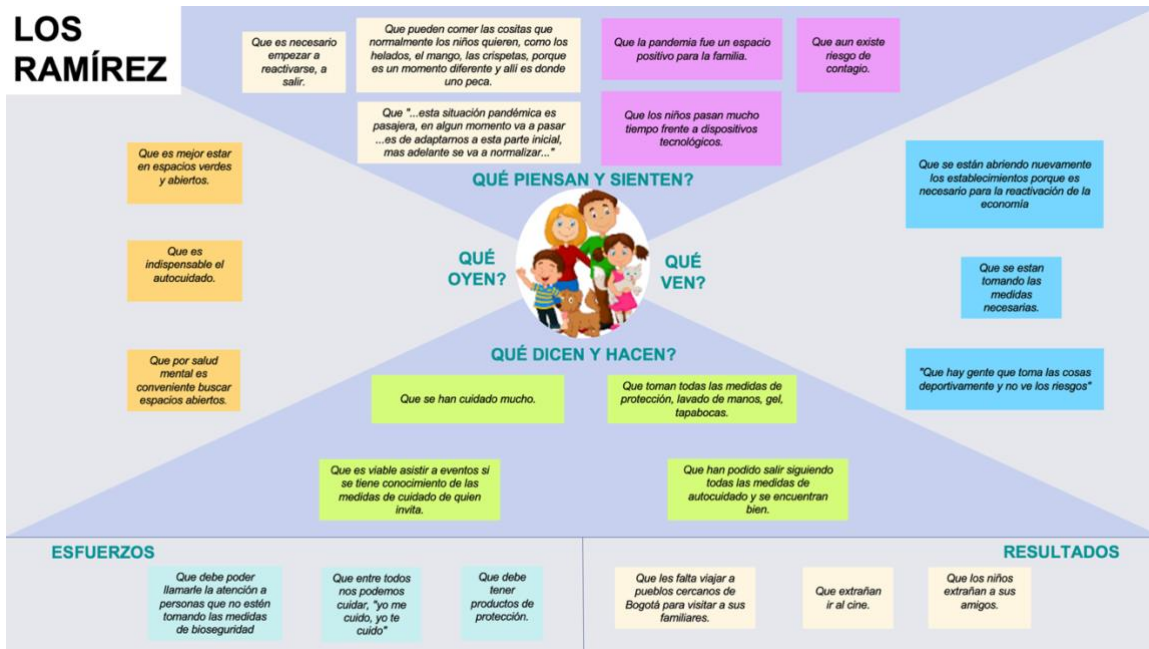 LOS
RAMÍREZ
Que es necesario
empezar a
reactivarse, a
salir.
Que pueden comer las cositas que
normalmente los niños quieren, como los
helados, el mango, las crispetas, porque
es un momento diferente y allí es donde
uno peca.
Que la pandemia fue un espacio
positivo para la familia.
Que aun existe
riesgo de
contagio.
Que "...esta situación pandémica es
pasajera, en algun momento va a pasar
...es de adaptarnos a esta parte inicial,
mas adelante se va a normalizar..."
Que los niños pasan mucho
tiempo frente a dispositivos
tecnológicos.
QUÉ PIENSAN Y SIENTEN?
Que es mejor estar
en espacios verdes
y abiertos.
Que es
indispensable el
autocuidado.
Que por salud
mental es
conveniente buscar
espacios abiertos.
QUÉ
OYEN?
QUÉ
VEN?
Que se están abriendo nuevamente
los establecimientos porque es
necesario para la reactivación de la
economía
Que se estan
tomando las
medidas
necesarias.
"Que hay gente que toma las cosas
deportivamente y no ve los riesgos"
QUÉ DICEN Y HACEN?
Que se han cuidado mucho.
Que toman todas las medidas de
protección, lavado de manos, gel,
tapabocas.
Que es viable asistir a eventos si
se tiene conocimiento de las
medidas de cuidado de quien
invita.
Que han podido salir siguiendo
todas las medidas de
autocuidado y se encuentran
bien.
ESFUERZOS
Que debe poder
llamarle la atención a
personas que no estén
tomando las medidas
de bioseguridad
Que entre todos
nos podemos
cuidar, "yo me
cuido, yo te
cuido"
Que debe
tener
productos de
protección.
RESULTADOS
Que les falta viajar a
pueblos cercanos de
Bogotá para visitar a sus
familiares.
Que extrañan
ir al cine.
Que los niños
extrañan a sus
amigos.